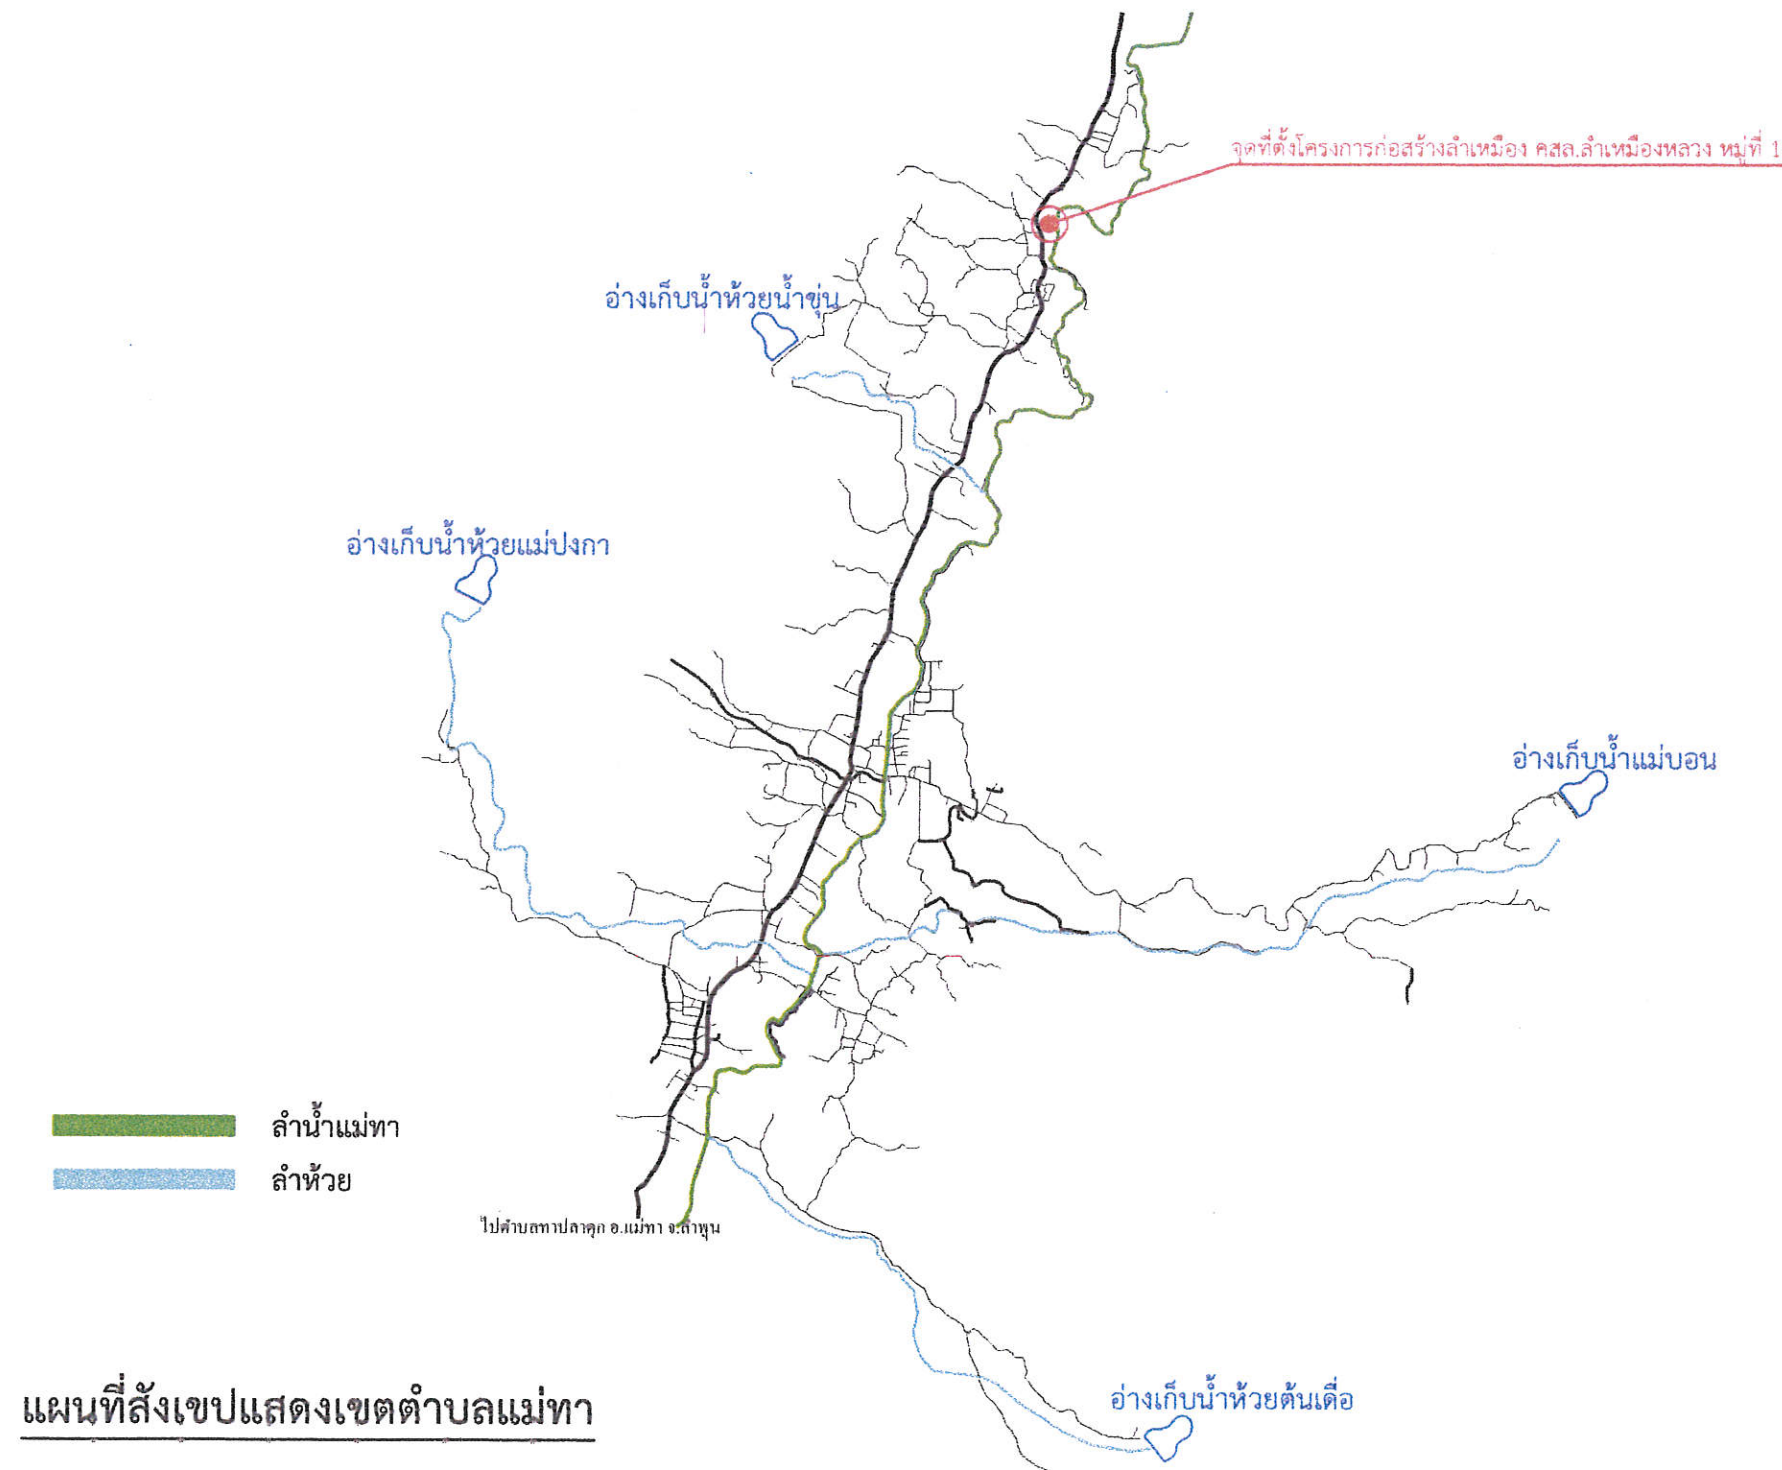 จุดที่ตั้งโครงการก่อสร้างลำเหมือง คสล.ลำเหมืองหลวง หมู่ที่ 1
อ่างเก็บน้ำห้วยน้ำขุ่น
อ่างเก็บน้ำห้วยแม่ปงกา
อ่างเก็บน้ำแม่บอน
ลำน้ำแม่ทา
ลำห้วย
ไปตำบลทาปลาดุก อ.แม่ทา จ.ลำพูน
อ่างเก็บน้ำห้วยต้นเดื่อ
แผนที่สังเขปแสดงเขตตำบลแม่ทา